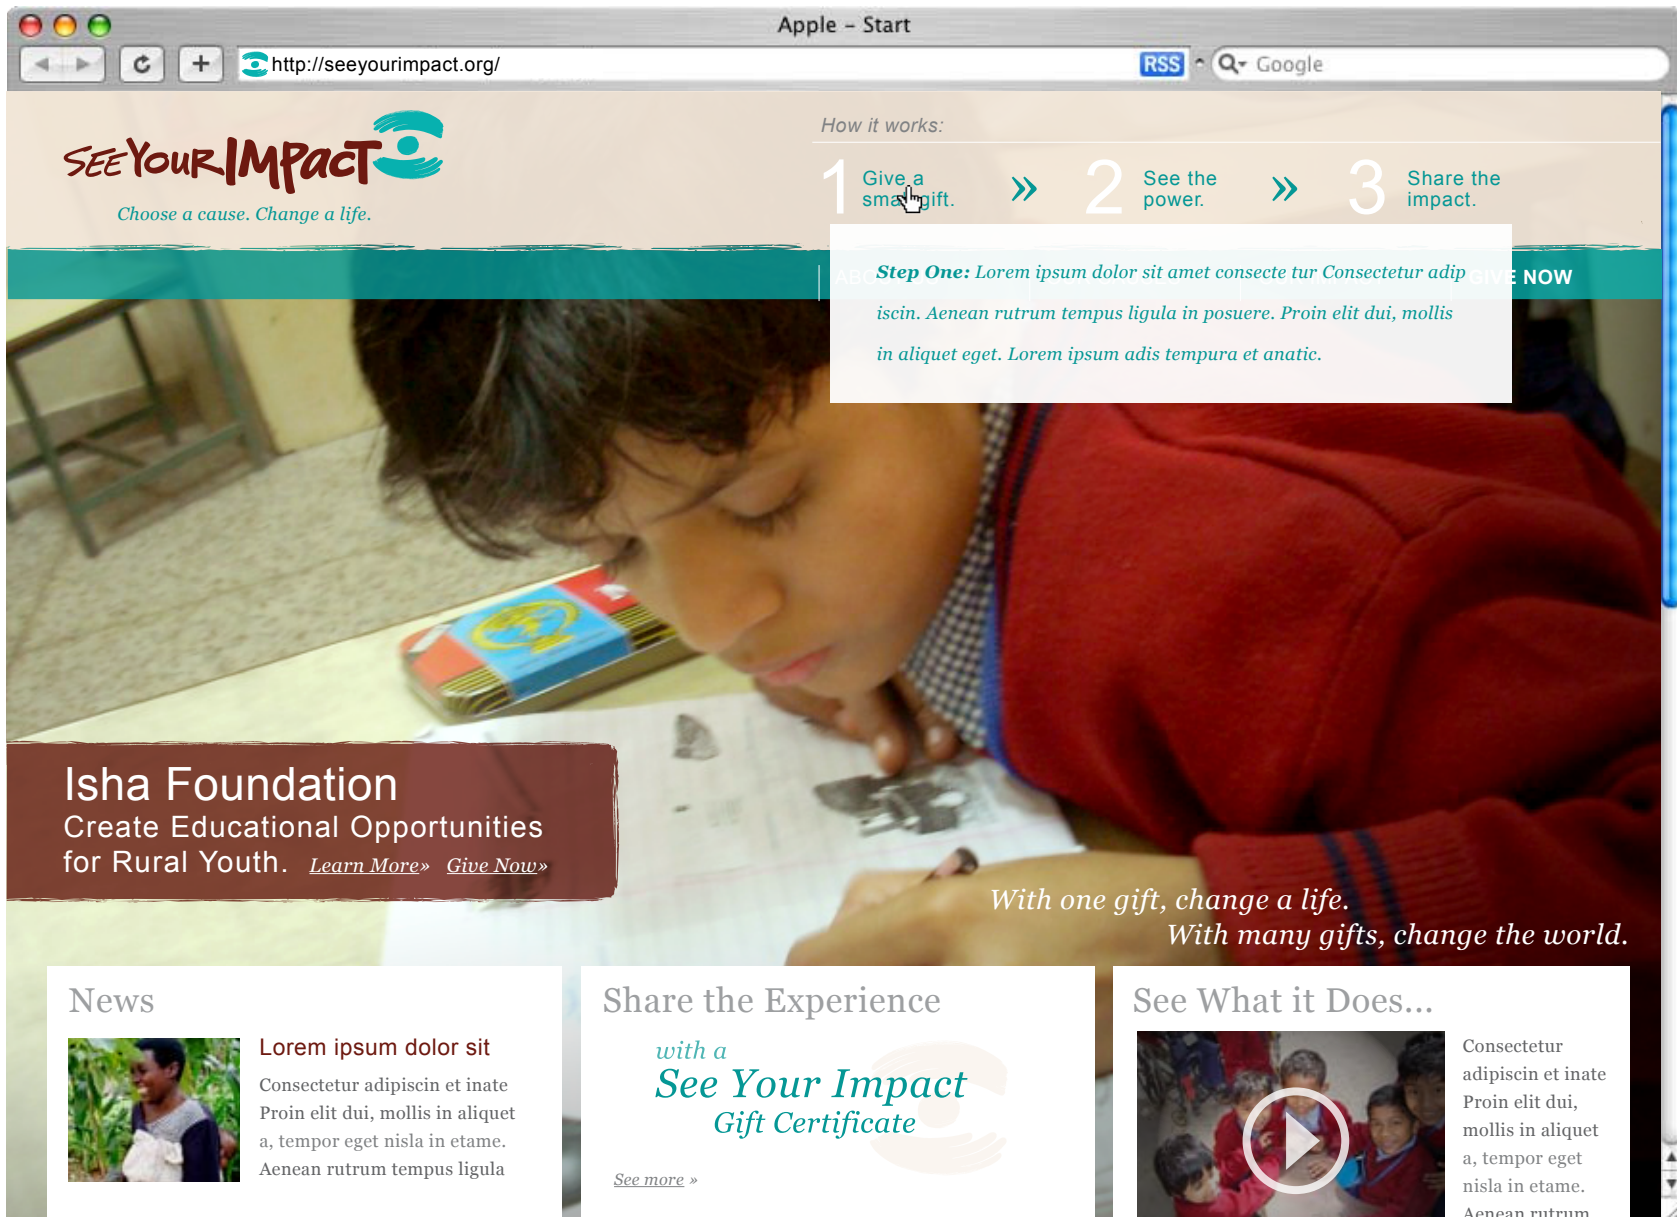 Apple – Start
http://seeyourimpact.org/
RSS
Google
SEE YOUR IMPACT
Choose a cause. Change a life.
How it works:
1 Give a small gift. » 2 See the power. » 3 Share the impact.
GIVE NOW
Step One: Lorem ipsum dolor sit amet consecte tur Consectetur adip
iscin. Aenean rutrum tempus ligula in posuere. Proin elit dui, mollis
in aliquet eget. Lorem ipsum adis tempura et anatic.
Isha Foundation
Create Educational Opportunities
for Rural Youth. Learn More» Give Now»
With one gift, change a life.
With many gifts, change the world.
News
Lorem ipsum dolor sit
Consectetur adipiscin et inate
Proin elit dui, mollis in aliquet
a, tempor eget nisla in etame.
Aenean rutrum tempus ligula
Share the Experience
with a
See Your Impact
Gift Certificate
See more »
See What it Does...
Consectetur
adipiscin et inate
Proin elit dui,
mollis in aliquet
a, tempor eget
nisla in etame.
Aenean rutrum